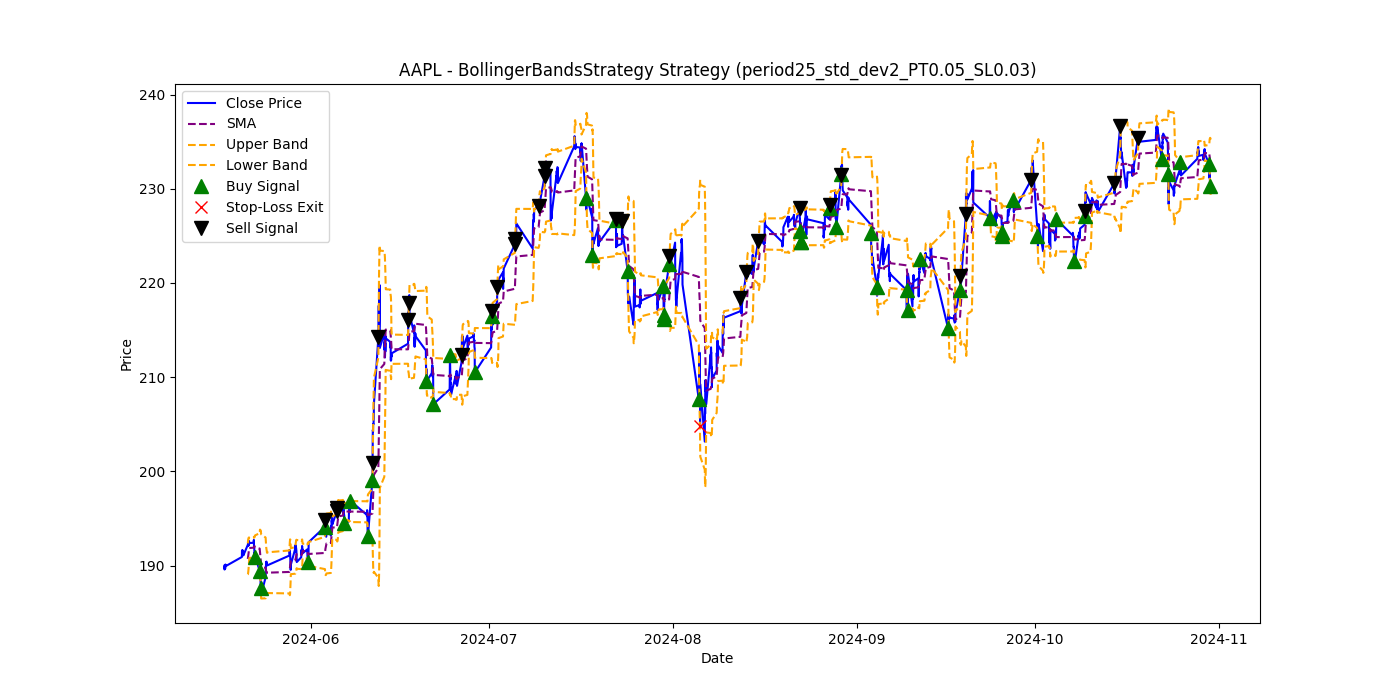 AAPL - BollingerBandsStrategy Strategy (period25_std_dev2_PT0.05_SL0.03)
Close Price
SMA
Upper Band
Lower Band
Buy Signal
Stop-Loss Exit
Sell Signal
Price
240
230
220
210
200
190
2024-06
2024-07
2024-08
2024-09
2024-10
2024-11
Date